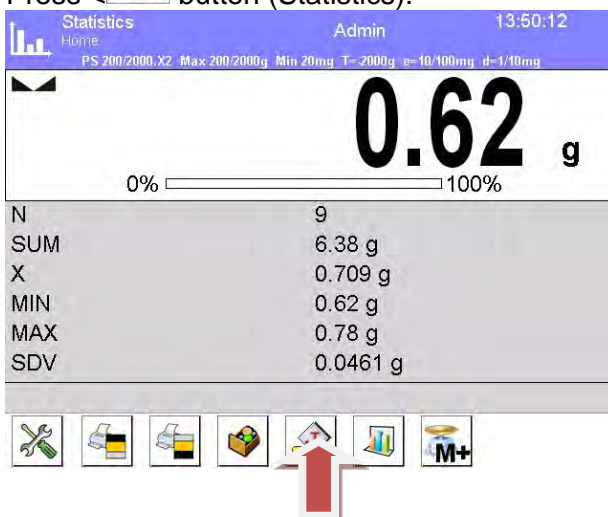 Press < button (Statistics).
Statistics
Home
Admin
13:50:12
PS 200/2000.X2 Max 200/2000g Min 20mg T=-2000g e=10/100mg d=1/10mg
0.62 g
0% 100%
N 9
SUM 6.38 g
X 0.709 g
MIN 0.62 g
MAX 0.78 g
SDV 0.0461 g
T
M+